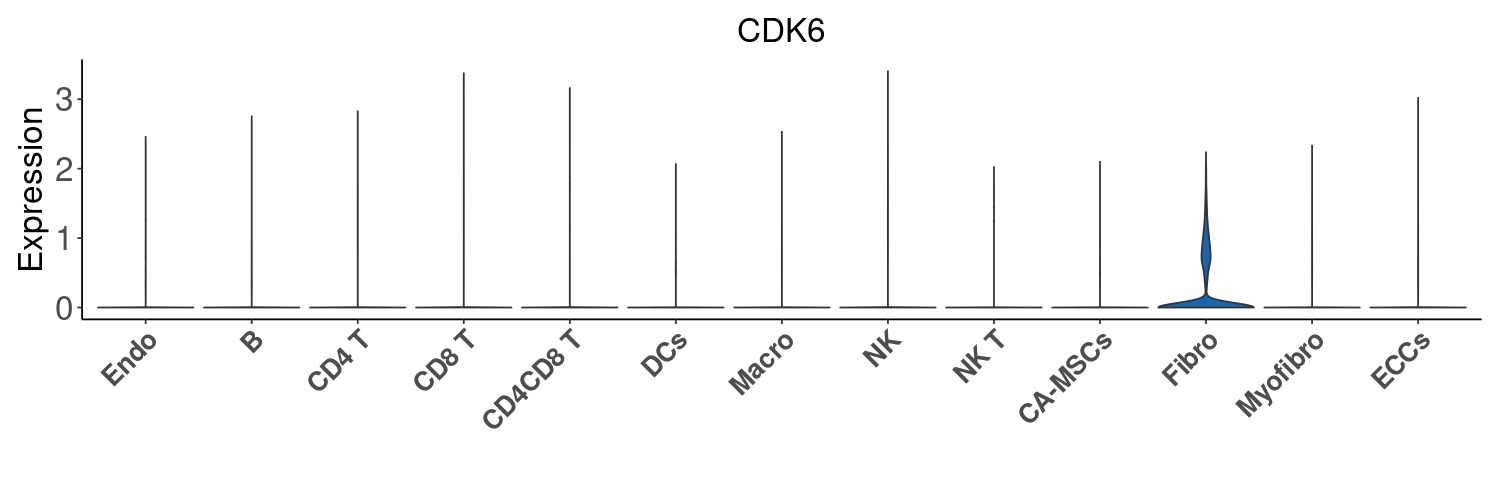 CDK6
Expression
3
2
1
0
Endo
B
CD4 T
CD8 T
CD4CD8 T
DCs
Macro
NK
NK T
CA-MSCs
Fibro
Myofibro
ECCs